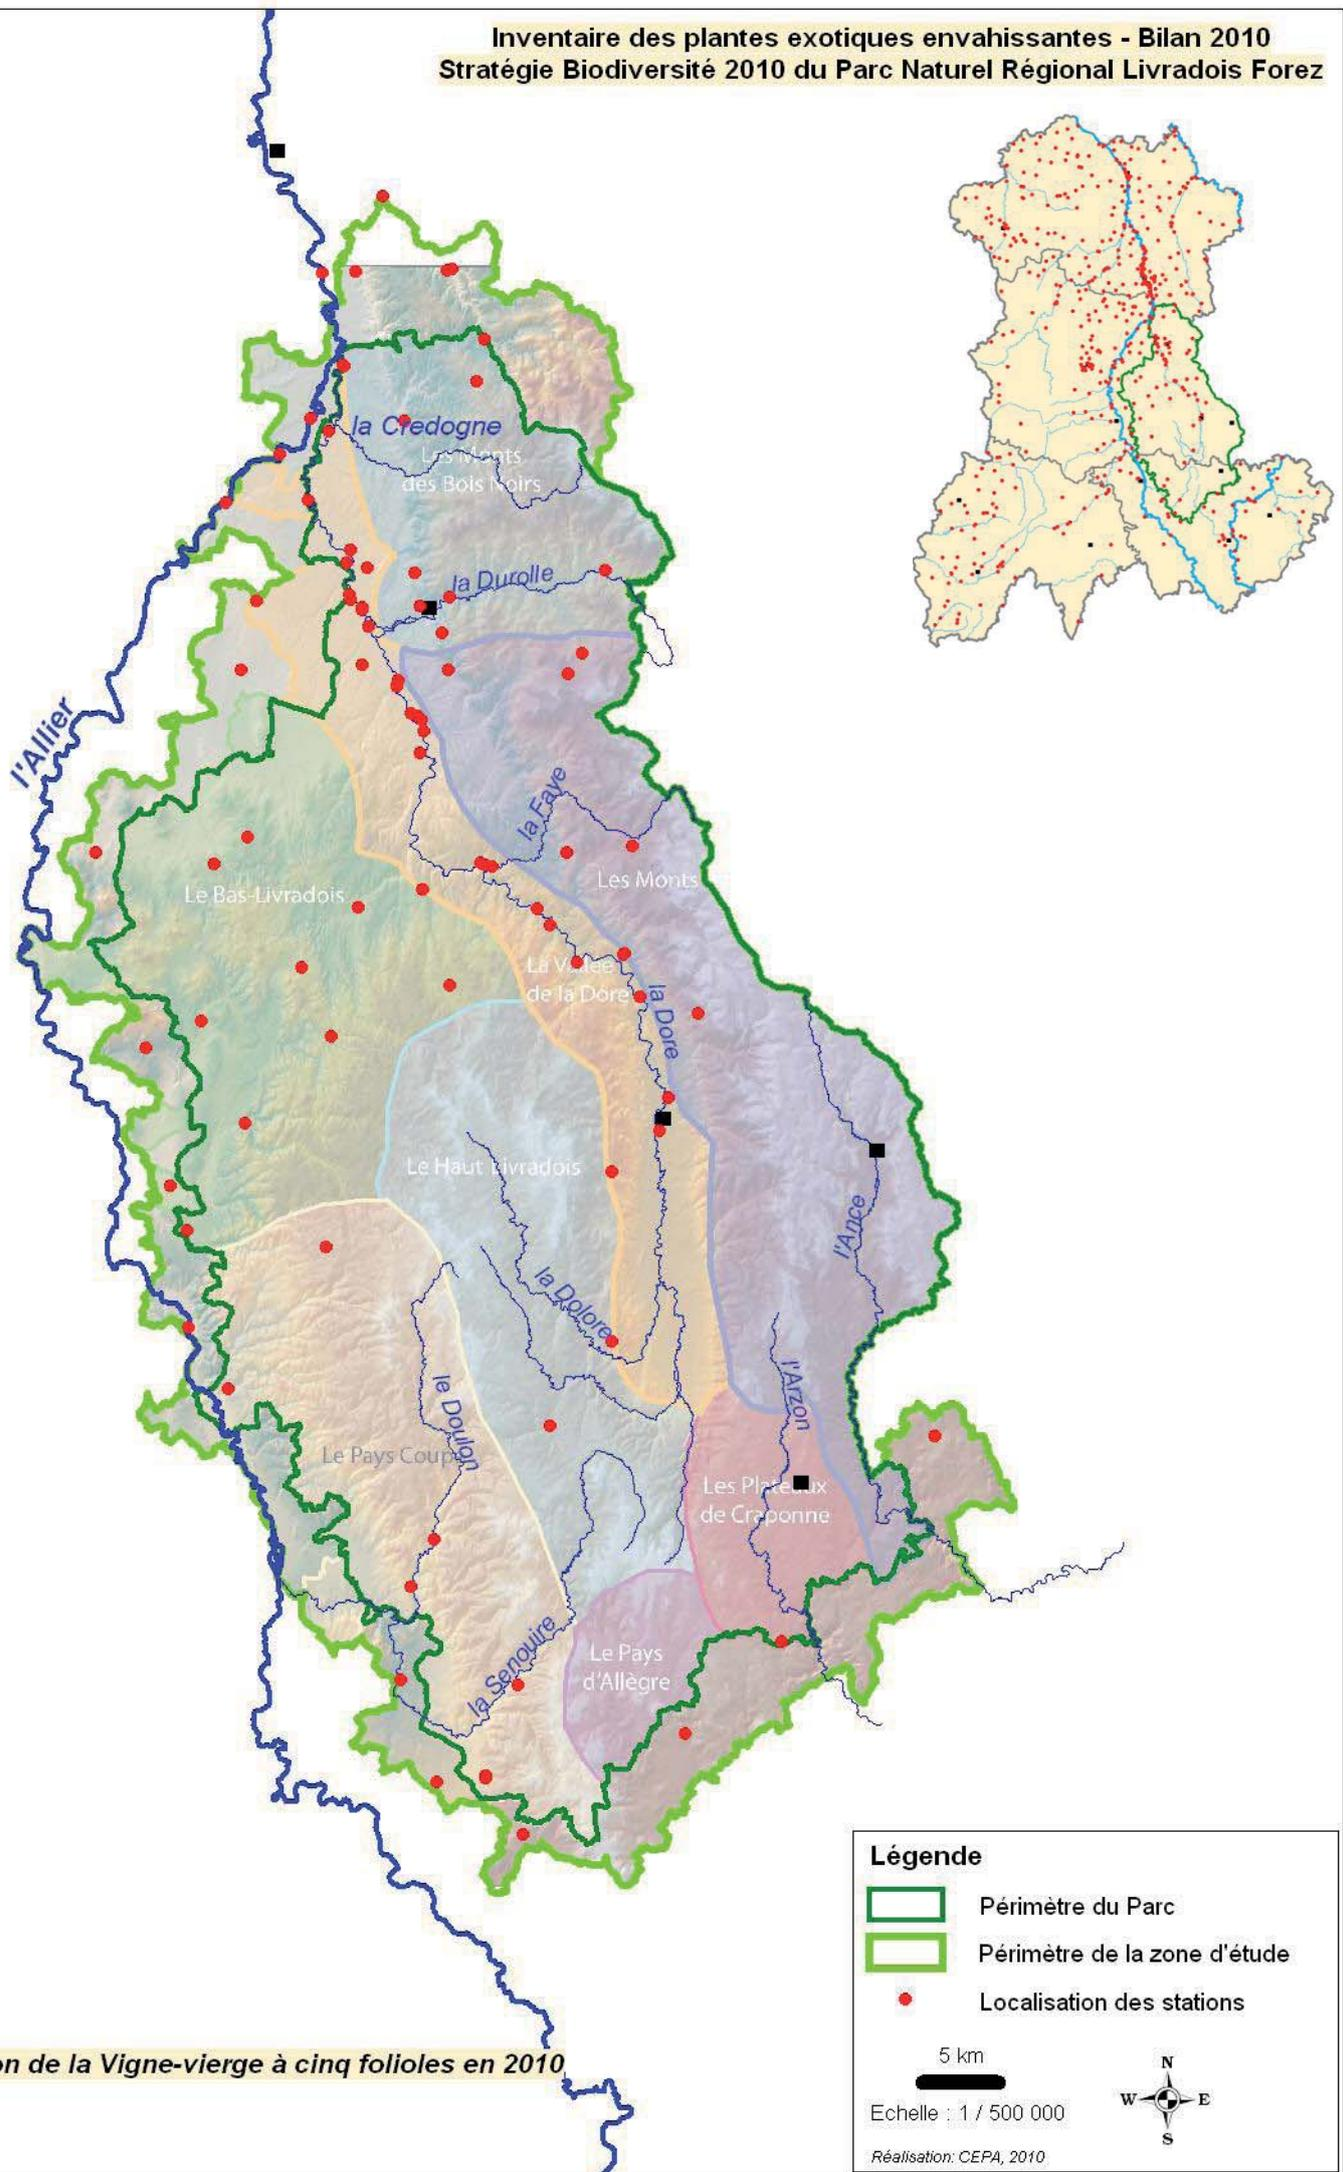 Inventaire des plantes exotiques envahissantes - Bilan 2010
Stratégie Biodiversité 2010 du Parc Naturel Régional Livradois Forez
la Credogne
Les Monts
des Bois Noirs
la Durolle
l'Allier
la Faye
Les Monts
Le Bas-Livradois
La Vallée
de la Dore
la Dore
Le Haut Livradois
l'Ance
la Dolore
l'Arzon
le Doulon
Le Pays Coupé
Les Plateaux
de Craponne
Le Pays
d'Allègre
la Senouire
Légende
Périmètre du Parc
Périmètre de la zone d'étude
Localisation des stations
5 km
Echelle : 1 / 500 000
N
W E
S
Réalisation: CEPA, 2010
on de la Vigne-vierge à cinq folioles en 2010